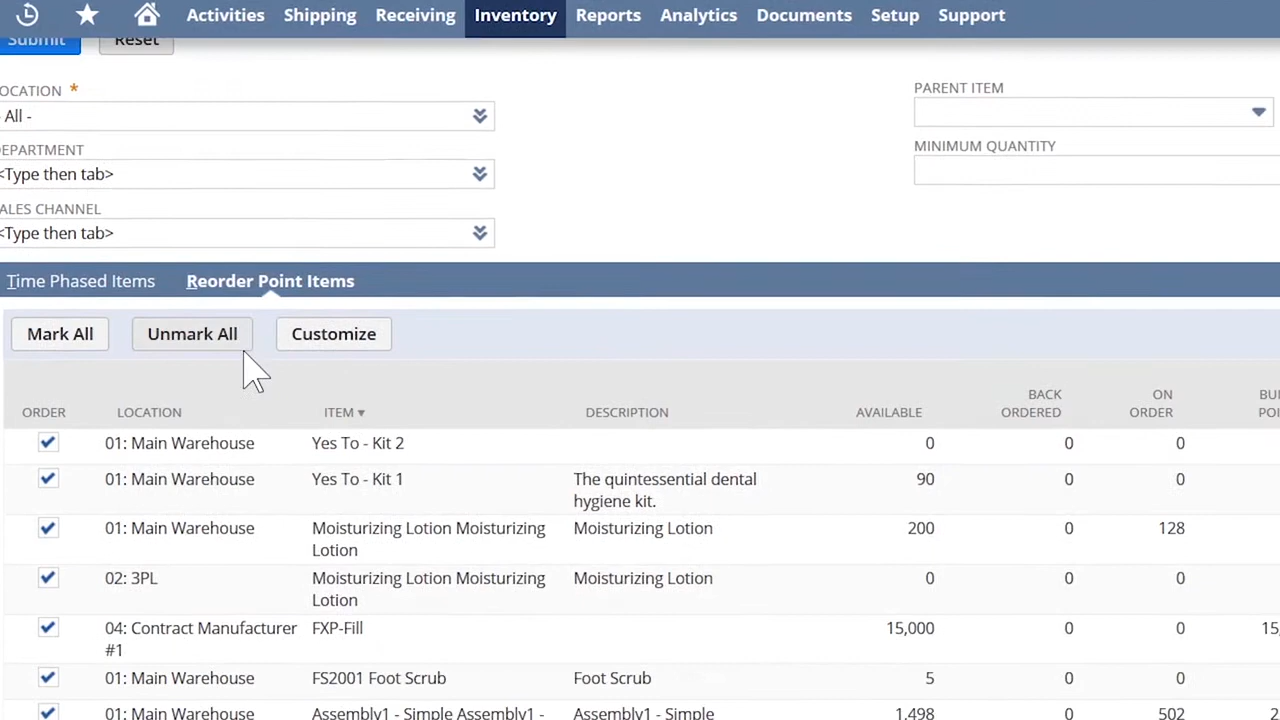 Activities Shipping Receiving Inventory Reports Analytics Documents Setup Support
Submit Reset
OCATION * PARENT ITEM
- All -
DEPARTMENT MINIMUM QUANTITY
<Type then tab>
ALES CHANNEL
<Type then tab>
Time Phased Items Reorder Point Items
Mark All Unmark All Customize
BACK ON BU
ORDER LOCATION ITEM ▼ DESCRIPTION AVAILABLE ORDERED ORDER POI
01: Main Warehouse Yes To - Kit 2 0 0 0
01: Main Warehouse Yes To - Kit 1 The quintessential dental 90 0 0
hygiene kit.
01: Main Warehouse Moisturizing Lotion Moisturizing Moisturizing Lotion 200 0 128
Lotion
02: 3PL Moisturizing Lotion Moisturizing Moisturizing Lotion 0 0 0
Lotion
04: Contract Manufacturer FXP-Fill 15,000 0 0 15,
#1
01: Main Warehouse FS2001 Foot Scrub Foot Scrub 5 0 0
01: Main Warehouse Assembly1 - Simple Assembly1 - Assembly1 - Simple 1,498 0 502 2